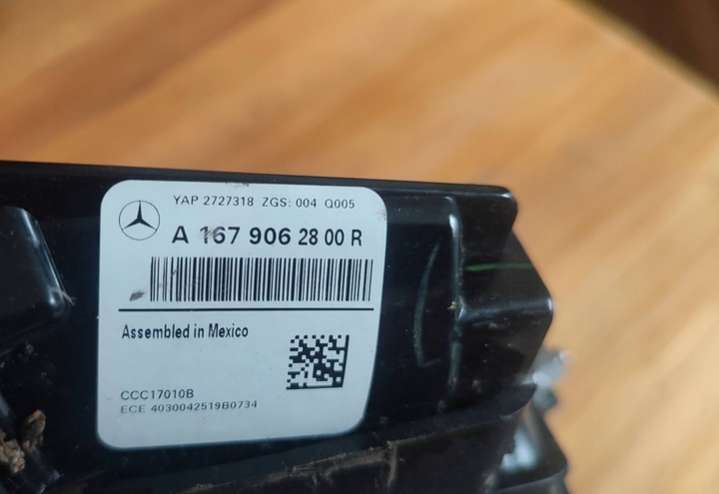 YAP 2727318 ZGS: 004 Q005
A 167 906 28 00 R
Assembled in Mexico
CCC17010B
ECE 4030042519B0734